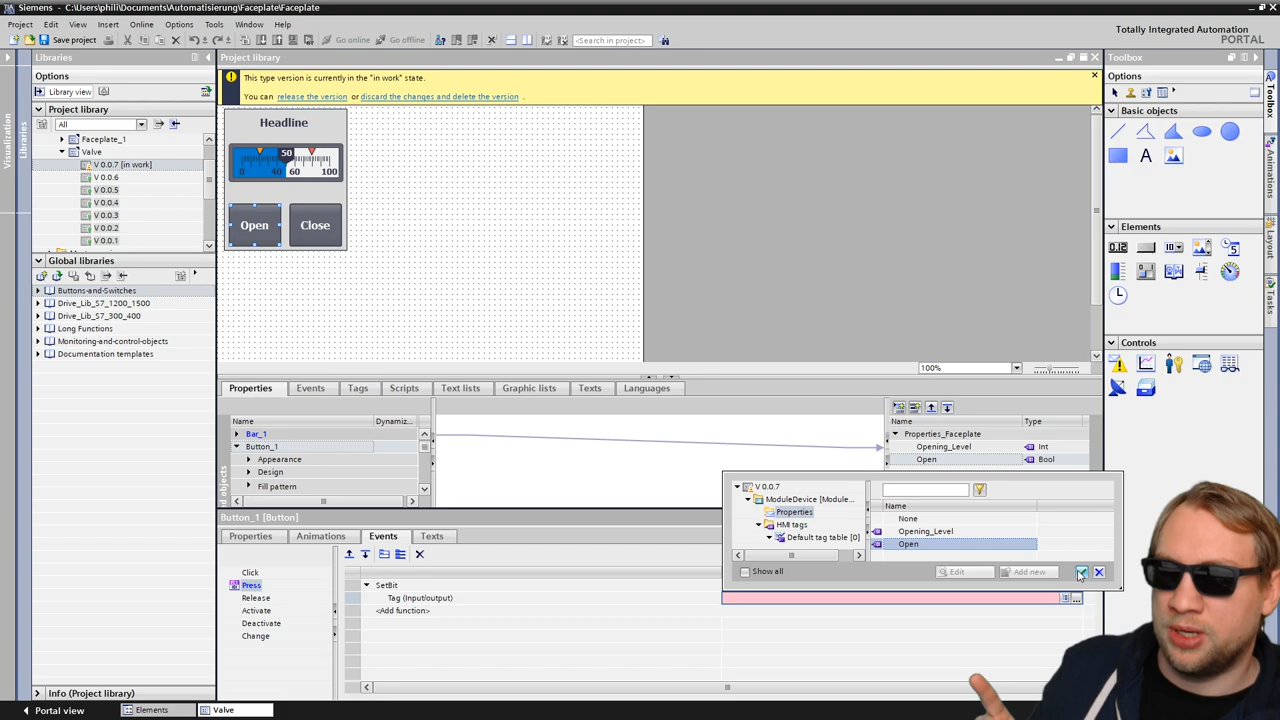 Siemens - C:\Users\phili\Documents\Automatisierung\Faceplate\Faceplate
Project Edit View Insert Online Options Tools Window Help
Totally Integrated Automation
PORTAL
Save project
Go online
Go offline
<Search in project>
Libraries
Project library
Toolbox
Options
Library view
Project library
All
Faceplate_1
Valve
V 0.0.7 [in work]
V 0.0.6
V 0.0.5
V 0.0.4
V 0.0.3
V 0.0.2
V 0.0.1
Global libraries
Buttons-and-Switches
Drive_Lib_S7_1200_1500
Drive_Lib_S7_300_400
Long Functions
Monitoring-and-control-objects
Documentation templates
Info (Project library)
Visualization
Libraries
This type version is currently in the "in work" state.
You can release the version or discard the changes and delete the version .
Headline
50
0 40 60 100
Open
Close
100%
Properties Events Tags Scripts Text lists Graphic lists Texts Languages
Name Dynamiz...
Bar_1
Button_1
Appearance
Design
Fill pattern
Name Type
Properties_Faceplate
Opening_Level Int
Open Bool
V 0.0.7
ModuleDevice [Module...
Properties
HMI tags
Default tag table [0]
Name
None
Opening_Level
Open
Show all
Edit
Add new
Button_1 [Button]
Properties Animations Events Texts
Click
Press
Release
Activate
Deactivate
Change
SetBit
Tag (Input/output)
<Add function>
Options
Basic objects
Elements
Controls
Toolbox
Animations
Layout
Tasks
Portal view
Elements
Valve